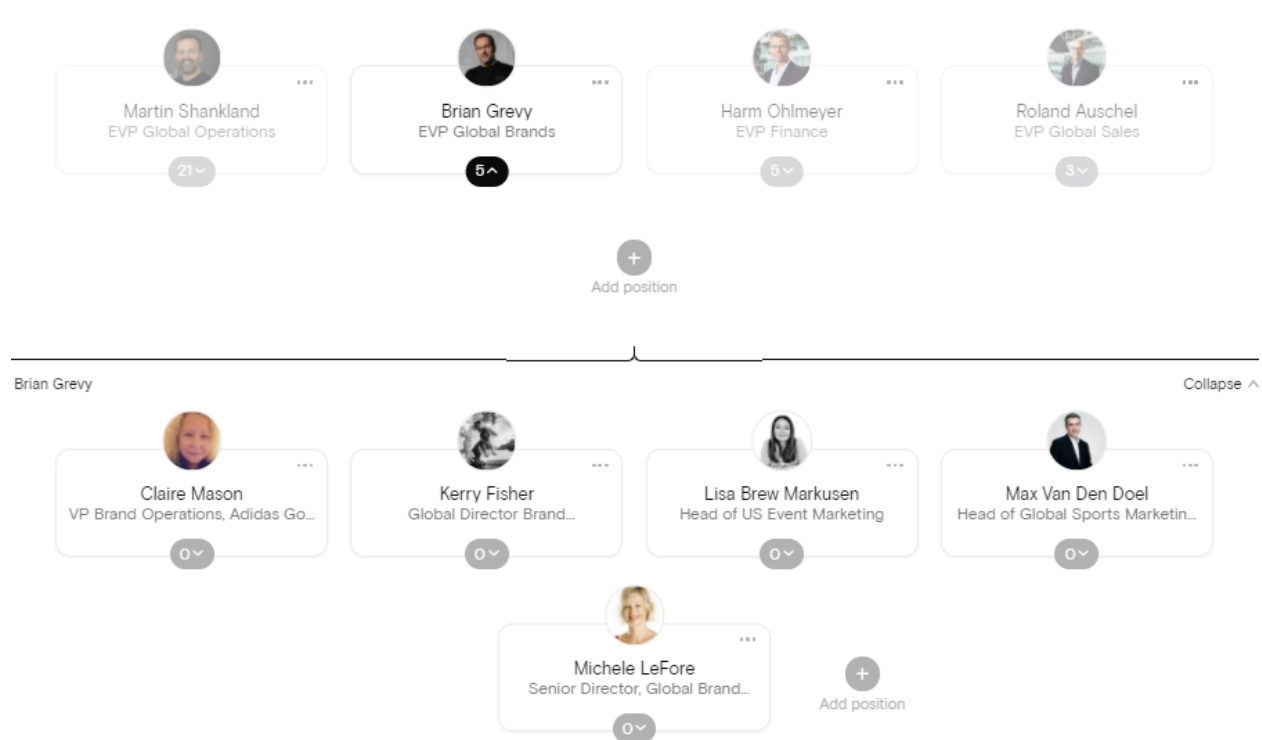 Martin Shankland
EVP Global Operations
21
Brian Grevy
EVP Global Brands
5
Harm Ohlmeyer
EVP Finance
5
Roland Auschel
EVP Global Sales
3
Add position
Brian Grevy
Collapse
Claire Mason
VP Brand Operations, Adidas Go...
0
Kerry Fisher
Global Director Brand...
0
Lisa Brew Markusen
Head of US Event Marketing
0
Max Van Den Doel
Head of Global Sports Marketin...
0
Michele LeFore
Senior Director, Global Brand...
0
Add position